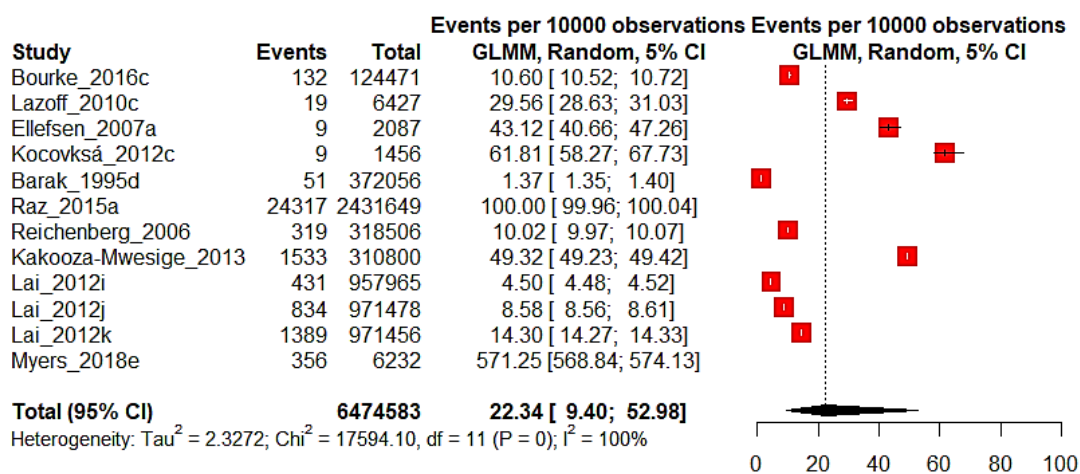 Events per 10000 observations Events per 10000 observations
Study Events Total GLMM, Random, 5% CI GLMM, Random, 5% CI
Bourke_2016c 132 124471 10.60 [ 10.52; 10.72]
Lazoff_2010c 19 6427 29.56 [ 28.63; 31.03]
Ellefsen_2007a 9 2087 43.12 [ 40.66; 47.26]
Kocovksá_2012c 9 1456 61.81 [ 58.27; 67.73]
Barak_1995d 51 372056 1.37 [ 1.35; 1.40]
Raz_2015a 24317 2431649 100.00 [ 99.96; 100.04]
Reichenberg_2006 319 318506 10.02 [ 9.97; 10.07]
Kakooza-Mwesige_2013 1533 310800 49.32 [ 49.23; 49.42]
Lai_2012i 431 957965 4.50 [ 4.48; 4.52]
Lai_2012j 834 971478 8.58 [ 8.56; 8.61]
Lai_2012k 1389 971456 14.30 [ 14.27; 14.33]
Myers_2018e 356 6232 571.25 [568.84; 574.13]
Total (95% CI) 6474583 22.34 [ 9.40; 52.98]
Heterogeneity: Tau² = 2.3272; Chi² = 17594.10, df = 11 (P = 0); I² = 100%
0 20 40 60 80 100